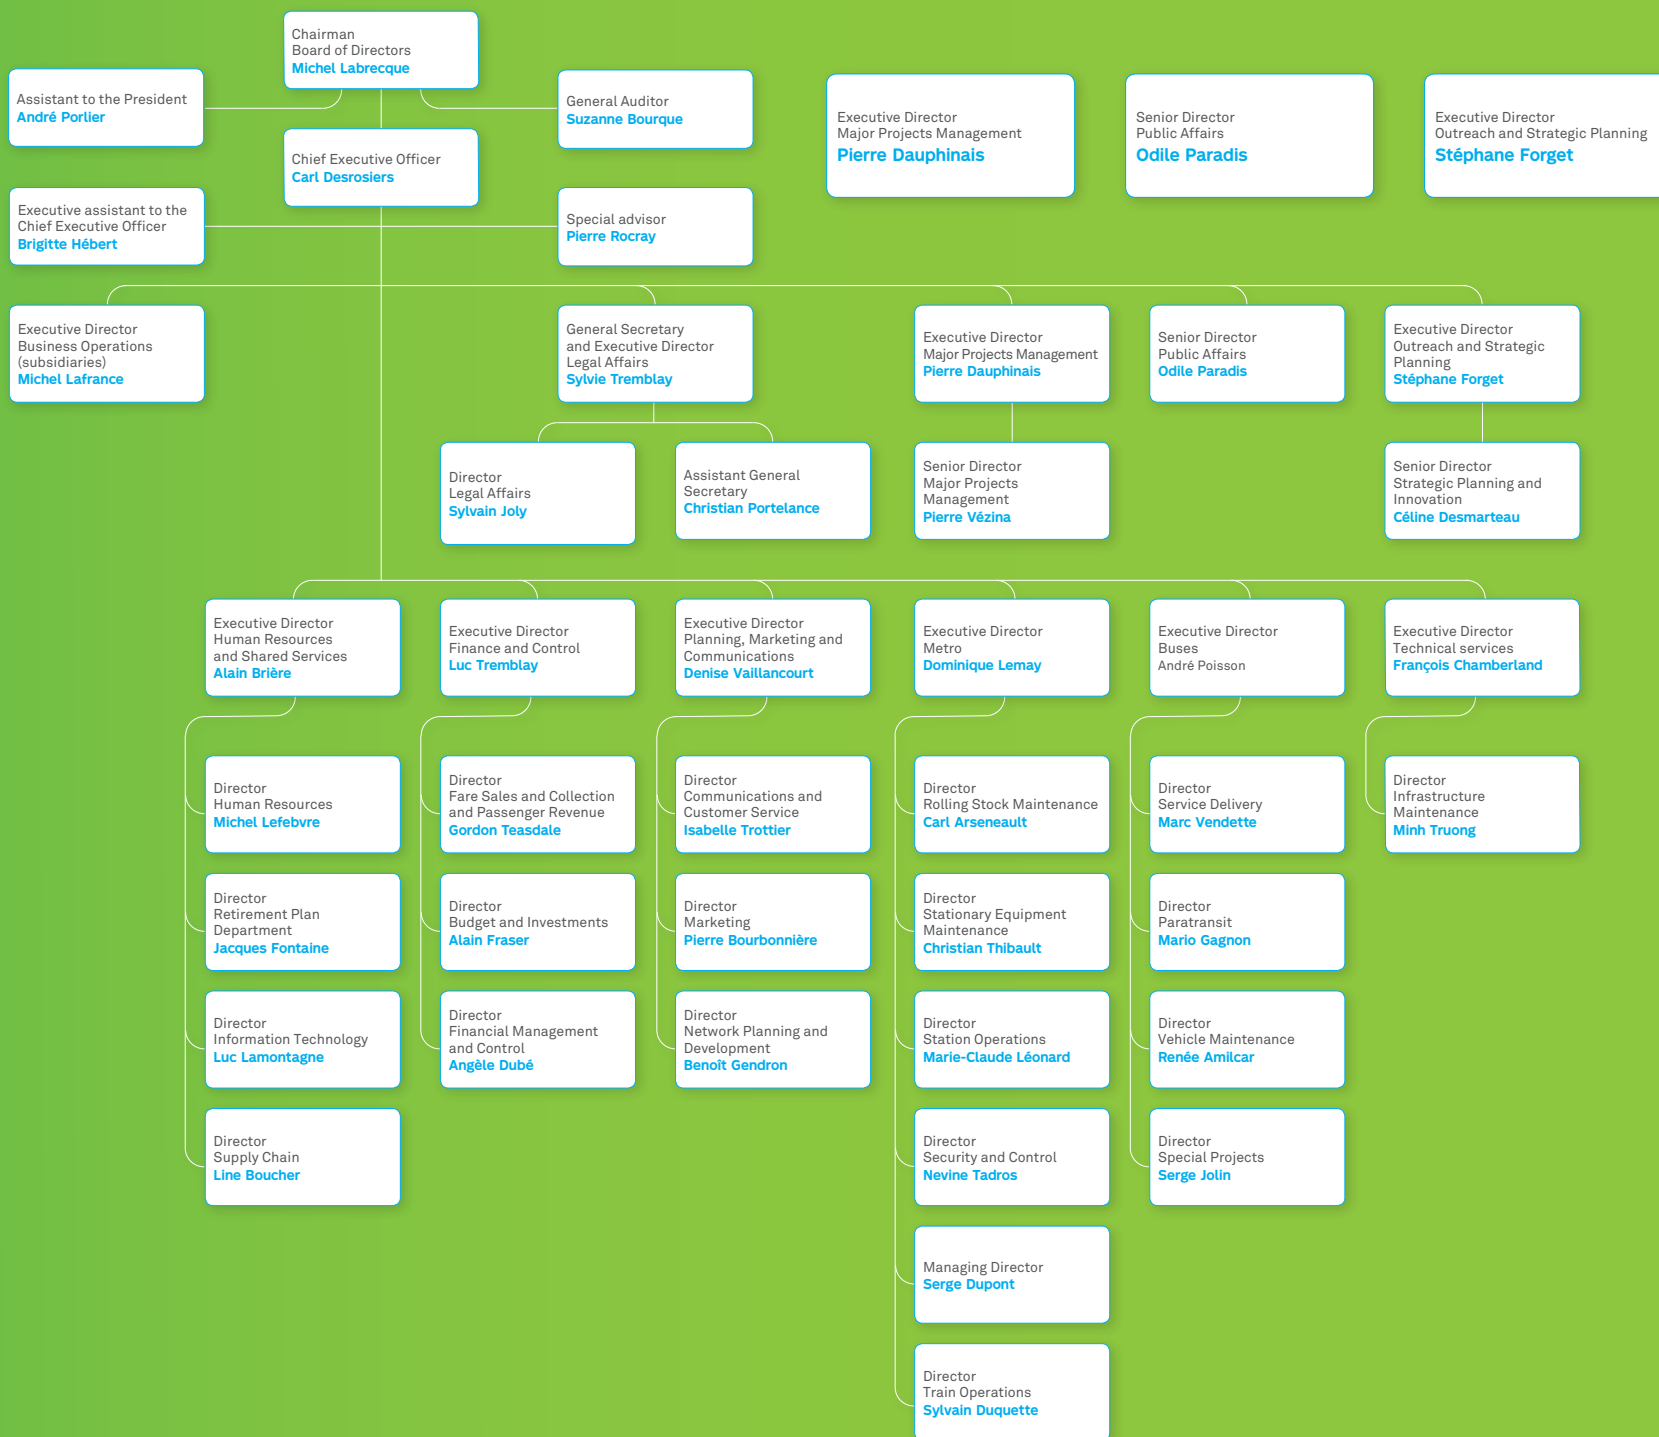 Chairman
Board of Directors
Michel Labrecque
Assistant to the President
André Porlier
General Auditor
Suzanne Bourque
Executive Director
Major Projects Management
Pierre Dauphinais
Senior Director
Public Affairs
Odile Paradis
Executive Director
Outreach and Strategic Planning
Stéphane Forget
Chief Executive Officer
Carl Desrosiers
Executive assistant to the
Chief Executive Officer
Brigitte Hébert
Special advisor
Pierre Rocray
Executive Director
Business Operations
(subsidiaries)
Michel Lafrance
General Secretary
and Executive Director
Legal Affairs
Sylvie Tremblay
Executive Director
Major Projects Management
Pierre Dauphinais
Senior Director
Public Affairs
Odile Paradis
Executive Director
Outreach and Strategic
Planning
Stéphane Forget
Director
Legal Affairs
Sylvain Joly
Assistant General
Secretary
Christian Portelance
Senior Director
Major Projects
Management
Pierre Vézina
Senior Director
Strategic Planning and
Innovation
Céline Desmarteau
Executive Director
Human Resources
and Shared Services
Alain Brière
Executive Director
Finance and Control
Luc Tremblay
Executive Director
Planning, Marketing and
Communications
Denise Vaillancourt
Executive Director
Metro
Dominique Lemay
Executive Director
Buses
André Poisson
Executive Director
Technical services
François Chamberland
Director
Human Resources
Michel Lefebvre
Director
Fare Sales and Collection
and Passenger Revenue
Gordon Teasdale
Director
Communications and
Customer Service
Isabelle Trottier
Director
Rolling Stock Maintenance
Carl Arseneault
Director
Service Delivery
Marc Vendette
Director
Infrastructure
Maintenance
Minh Truong
Director
Retirement Plan
Department
Jacques Fontaine
Director
Budget and Investments
Alain Fraser
Director
Marketing
Pierre Bourbonnière
Director
Stationary Equipment
Maintenance
Christian Thibault
Director
Paratransit
Mario Gagnon
Director
Information Technology
Luc Lamontagne
Director
Financial Management
and Control
Angèle Dubé
Director
Network Planning and
Development
Benoît Gendron
Director
Station Operations
Marie-Claude Léonard
Director
Vehicle Maintenance
Renée Amilcar
Director
Supply Chain
Line Boucher
Director
Security and Control
Nevine Tadros
Director
Special Projects
Serge Jolin
Managing Director
Serge Dupont
Director
Train Operations
Sylvain Duquette